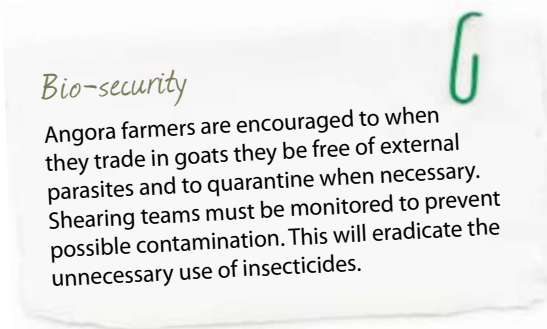 Bio-security
Angora farmers are encouraged to when
they trade in goats they be free of external
parasites and to quarantine when necessary.
Shearing teams must be monitored to prevent
possible contamination. This will eradicate the
unnecessary use of insecticides.